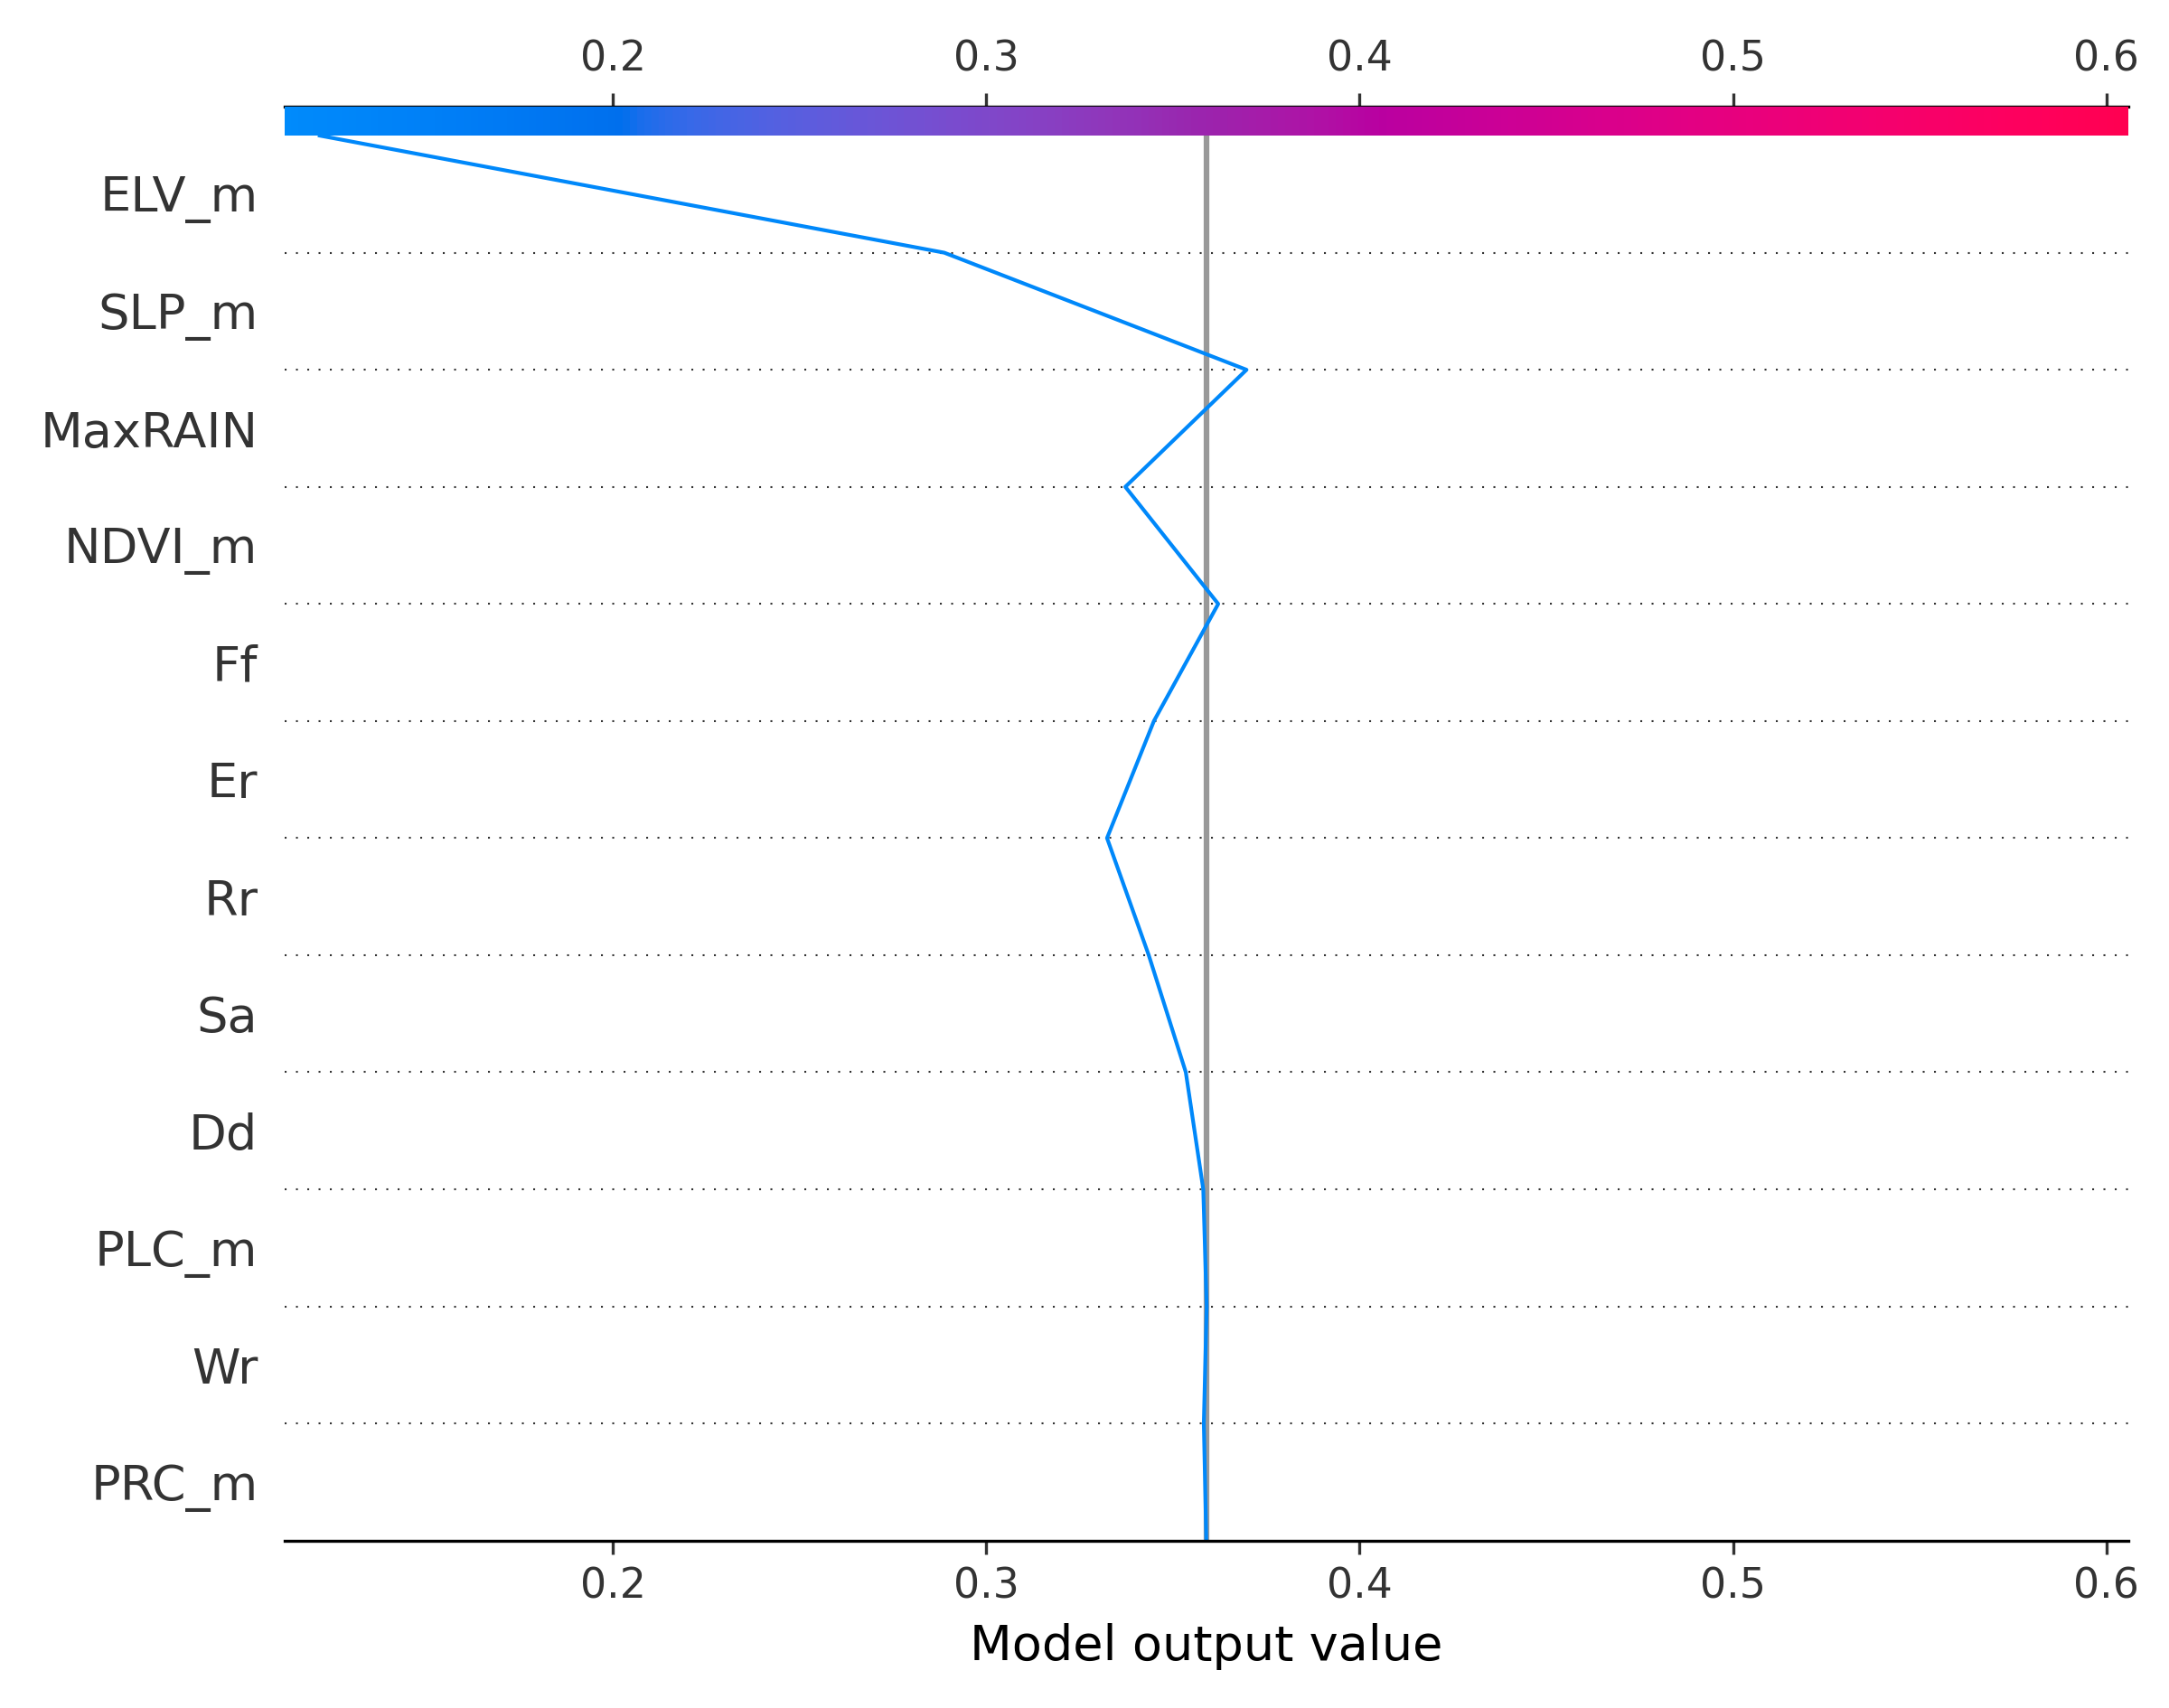 0.2 0.3 0.4 0.5 0.6
ELV_m
SLP_m
MaxRAIN
NDVI_m
Ff
Er
Rr
Sa
Dd
PLC_m
Wr
PRC_m
0.2 0.3 0.4 0.5 0.6
Model output value